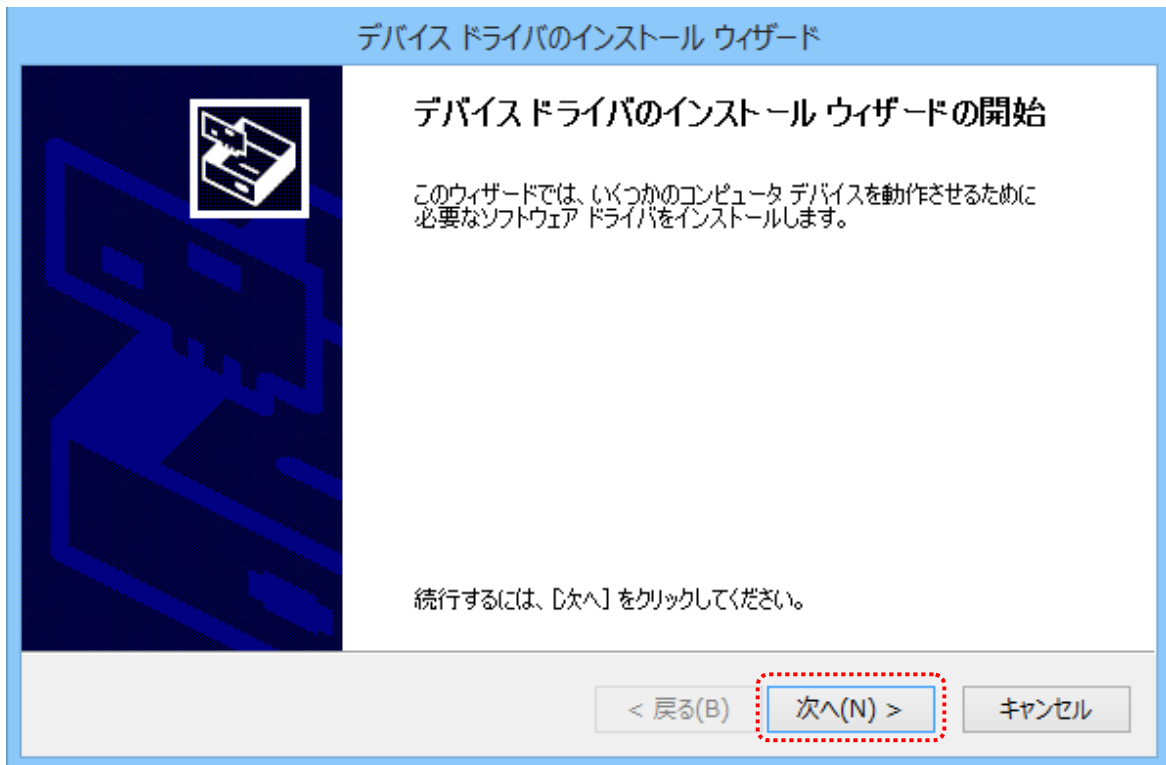 デバイス ドライバのインストール ウィザード
デバイス ドライバのインストール ウィザードの開始
このウィザードでは、いくつかのコンピュータ デバイスを動作させるために
必要なソフトウェア ドライバをインストールします。
続行するには、[次へ] をクリックしてください。
< 戻る(B)
次へ(N) >
キャンセル